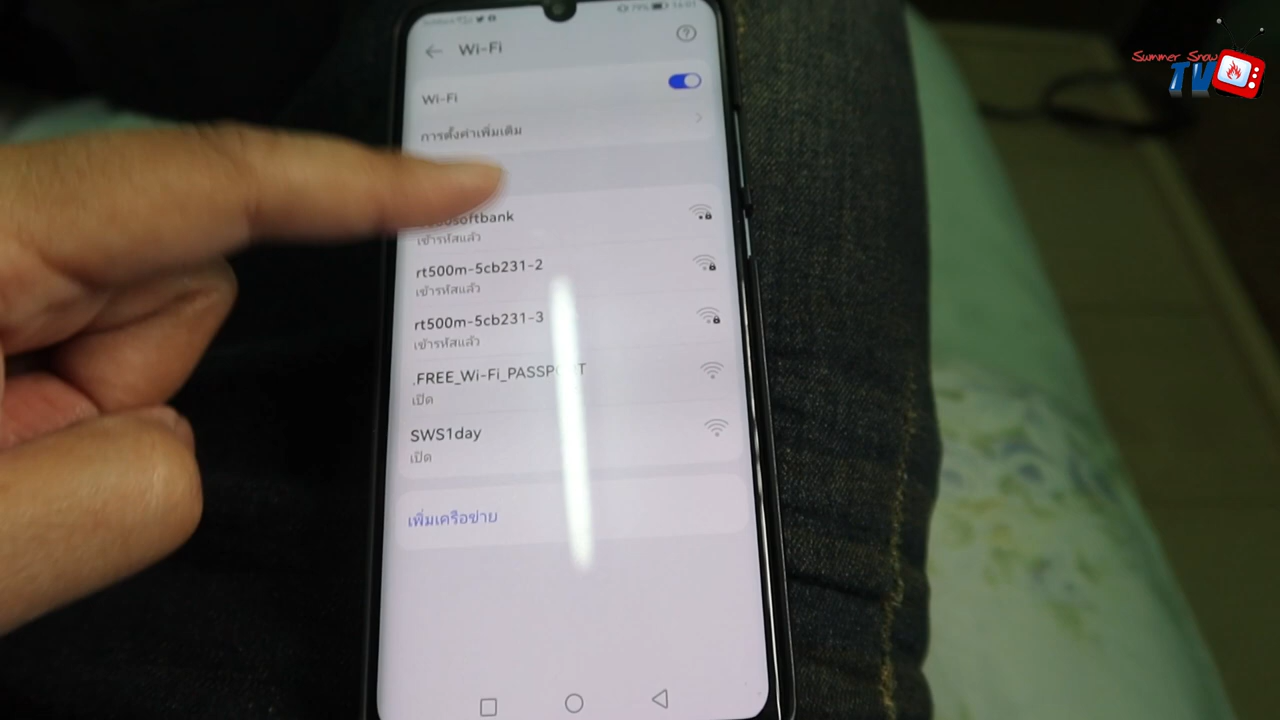 Summer Snow
TV
79%
Wi-Fi
Wi-Fi
การตั้งค่าเพิ่มเติม
softbank
เข้ารหัสแล้ว
rt500m-5cb231-2
เข้ารหัสแล้ว
rt500m-5cb231-3
เข้ารหัสแล้ว
.FREE_Wi-Fi_PASSPORT
เปิด
SWS1day
เปิด
เพิ่มเครือข่าย